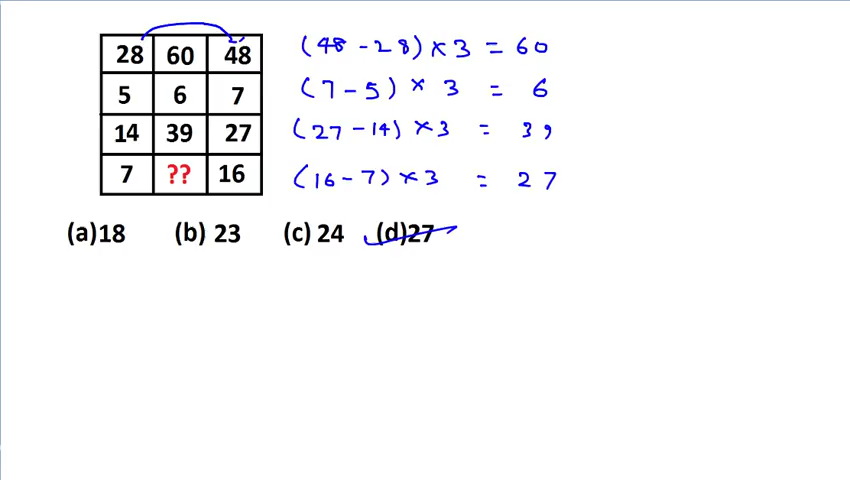 28 60 48 (48 - 28) × 3 = 60
5 6 7 (7 - 5) × 3 = 6
14 39 27 (27 - 14) × 3 = 39
7 ?? 16 (16 - 7) × 3 = 27
(a)18 (b) 23 (c) 24 (d)27